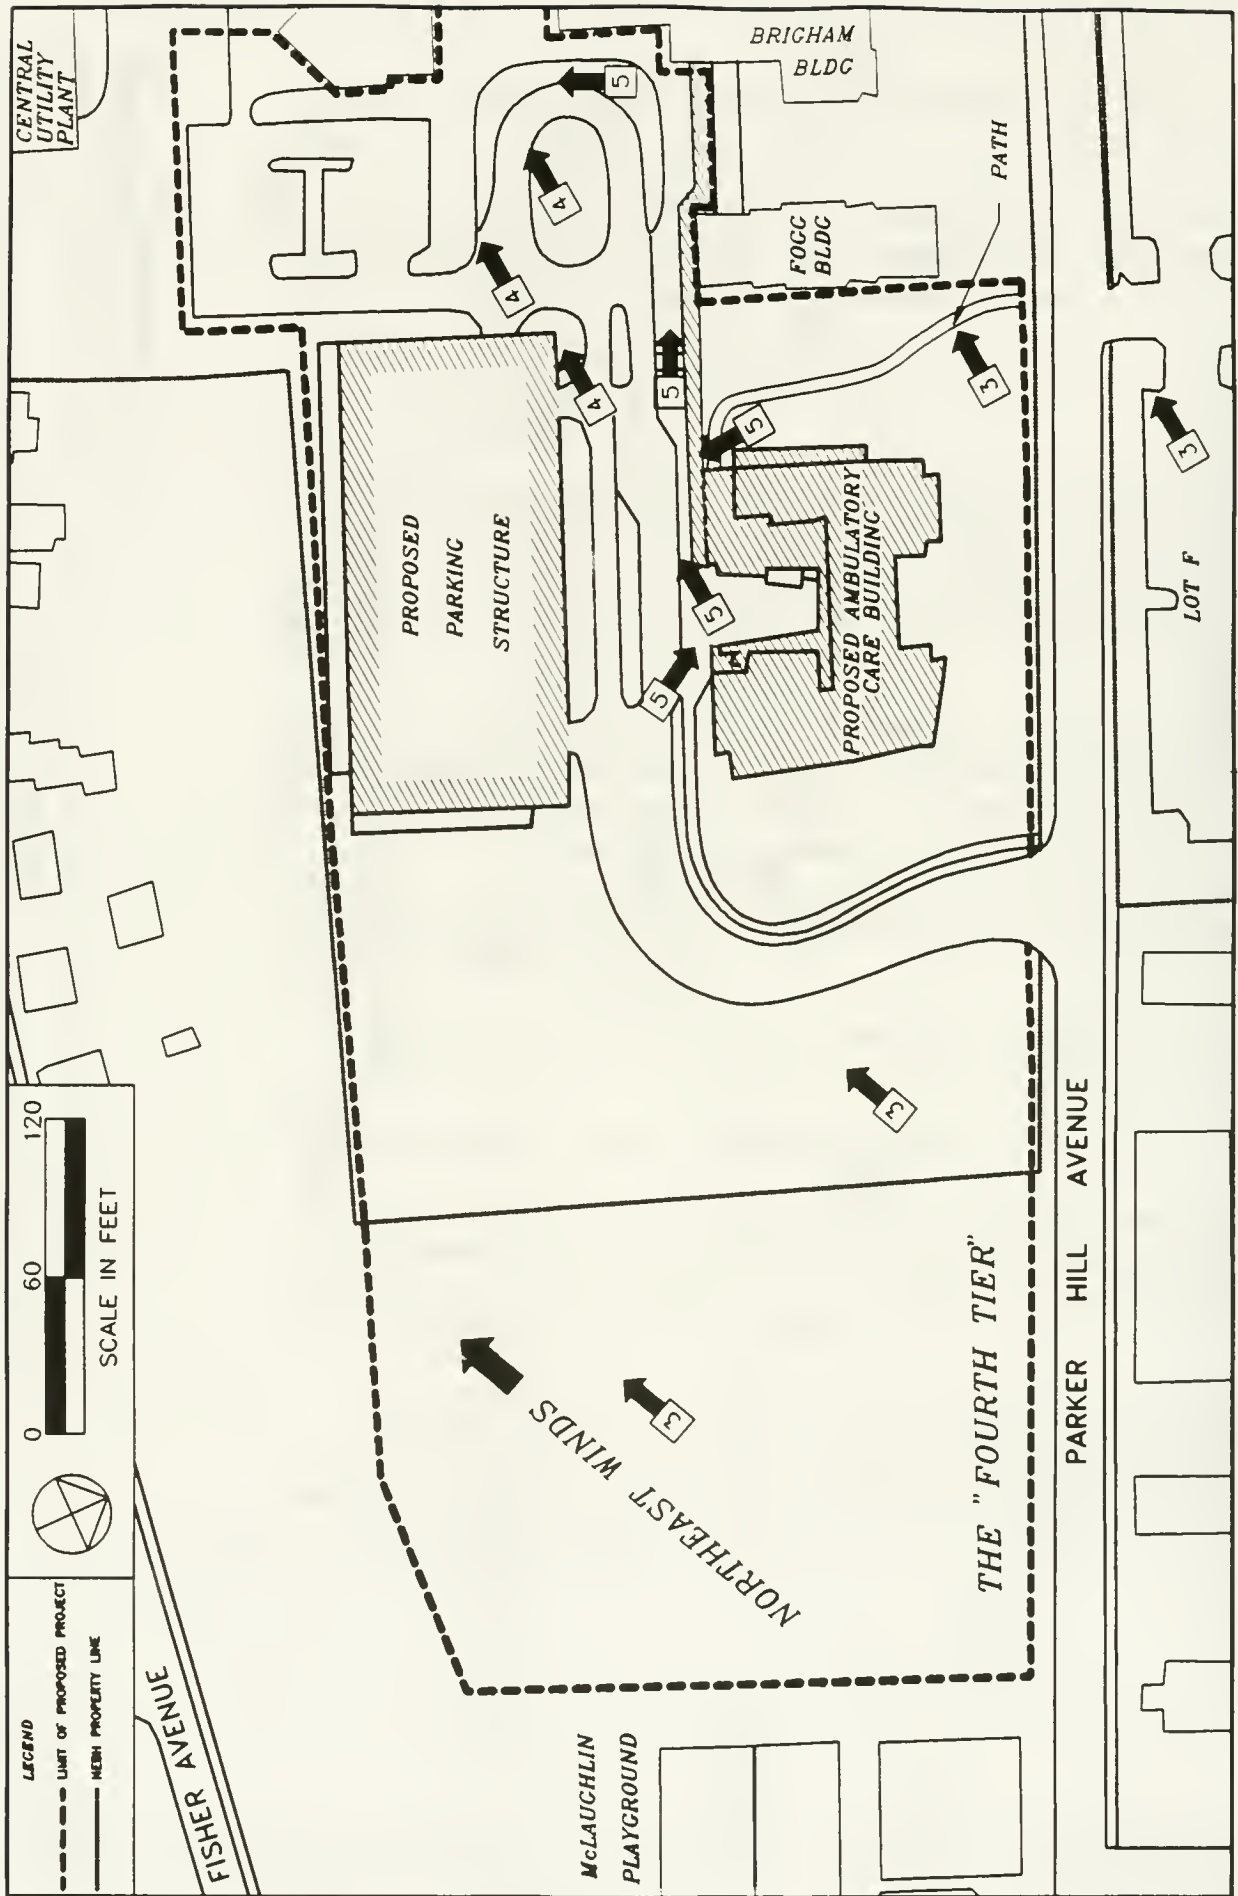 LEGEND
LIMIT OF PROPOSED PROJECT
NEBH PROPERTY LINE
0 60 120
SCALE IN FEET
FISHER AVENUE
CENTRAL
UTILITY
PLANT
PROPOSED
PARKING
STRUCTURE
BRIGHAM
BLDG
FOGG
BLDG
PATH
PROPOSED AMBULATORY
CARE BUILDING
LOT F
NORTHEAST WINDS
THE "FOURTH TIER"
PARKER HILL AVENUE
McLAUGHLIN
PLAYGROUND
5
4
4
4
5
5
5
5
3
3
3
3